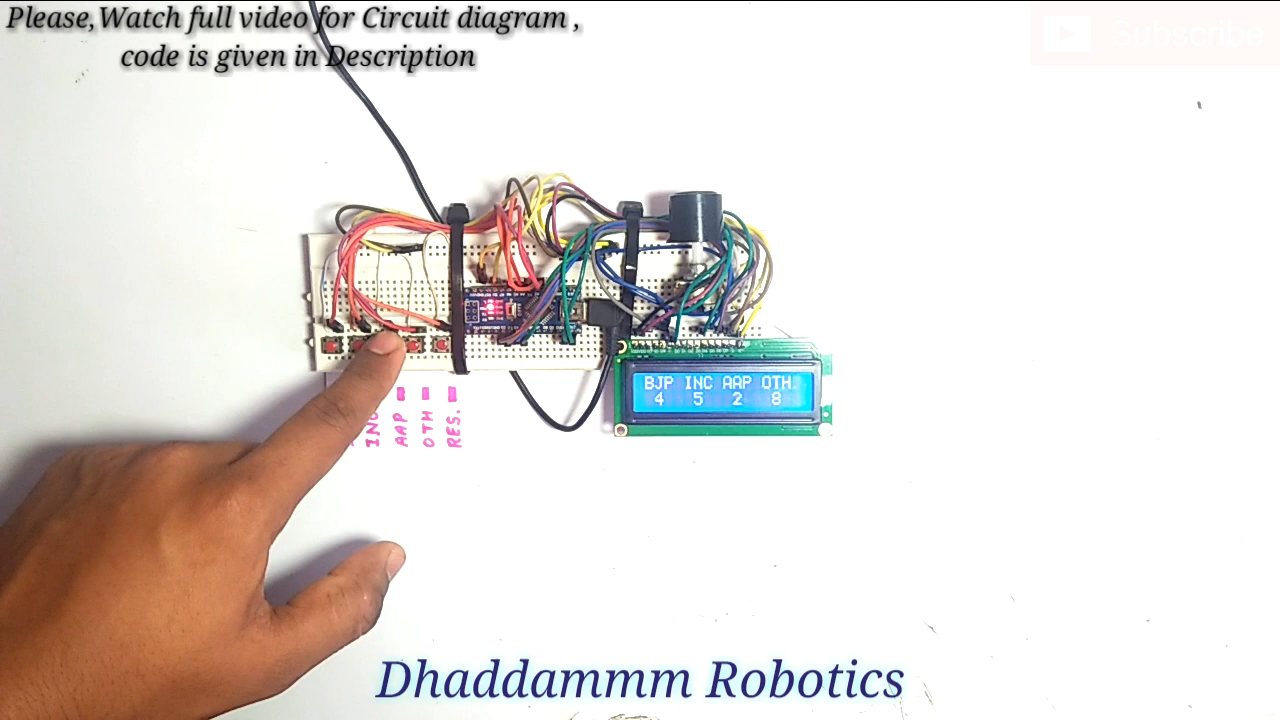 Please,Watch full video for Circuit diagram ,
code is given in Description
Subscribe
BJP INC AAP OTH.
4 5 2 8
INC
AAP
OTH
RES.
Dhaddammm Robotics